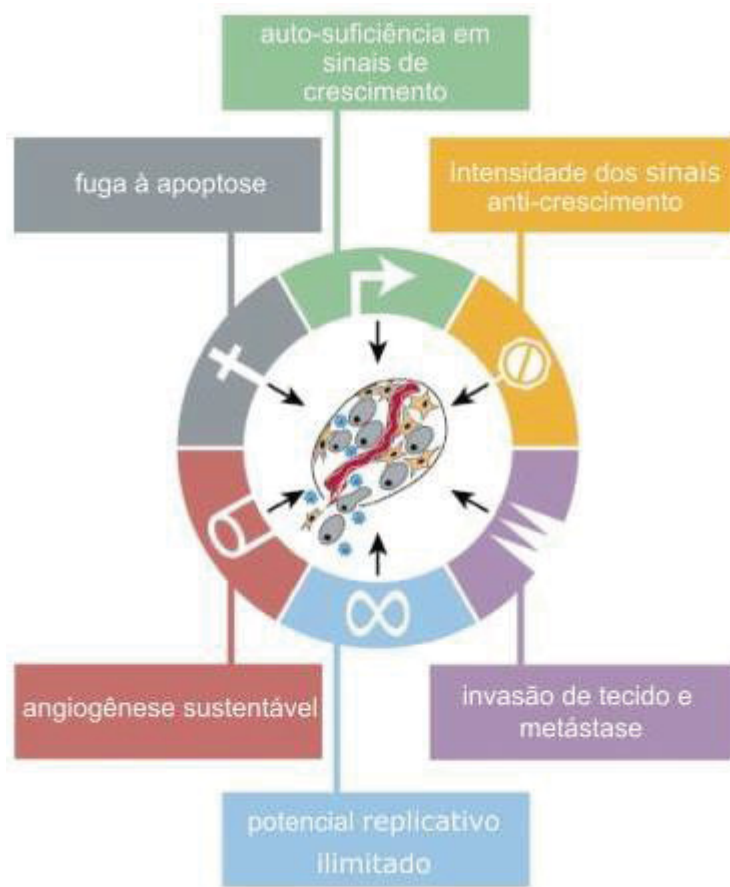 auto-suficiência em
sinais de
crescimento
fuga à apoptose
Intensidade dos sinais
anti-crescimento
angiogênese sustentável
invasão de tecido e
metástase
potencial replicativo
ilimitado